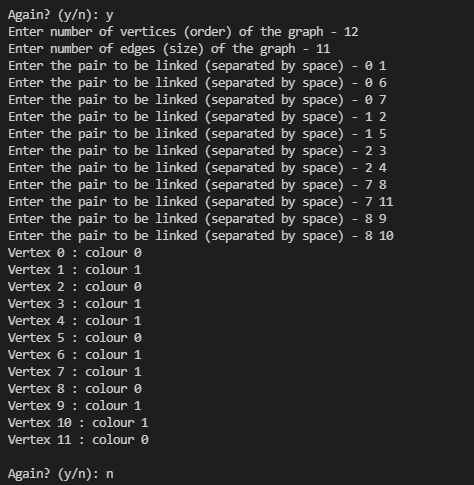 Again? (y/n): y
Enter number of vertices (order) of the graph - 12
Enter number of edges (size) of the graph - 11
Enter the pair to be linked (separated by space) - 0 1
Enter the pair to be linked (separated by space) - 0 6
Enter the pair to be linked (separated by space) - 0 7
Enter the pair to be linked (separated by space) - 1 2
Enter the pair to be linked (separated by space) - 1 5
Enter the pair to be linked (separated by space) - 2 3
Enter the pair to be linked (separated by space) - 2 4
Enter the pair to be linked (separated by space) - 7 8
Enter the pair to be linked (separated by space) - 7 11
Enter the pair to be linked (separated by space) - 8 9
Enter the pair to be linked (separated by space) - 8 10
Vertex 0 : colour 0
Vertex 1 : colour 1
Vertex 2 : colour 0
Vertex 3 : colour 1
Vertex 4 : colour 1
Vertex 5 : colour 0
Vertex 6 : colour 1
Vertex 7 : colour 1
Vertex 8 : colour 0
Vertex 9 : colour 1
Vertex 10 : colour 1
Vertex 11 : colour 0
Again? (y/n): n